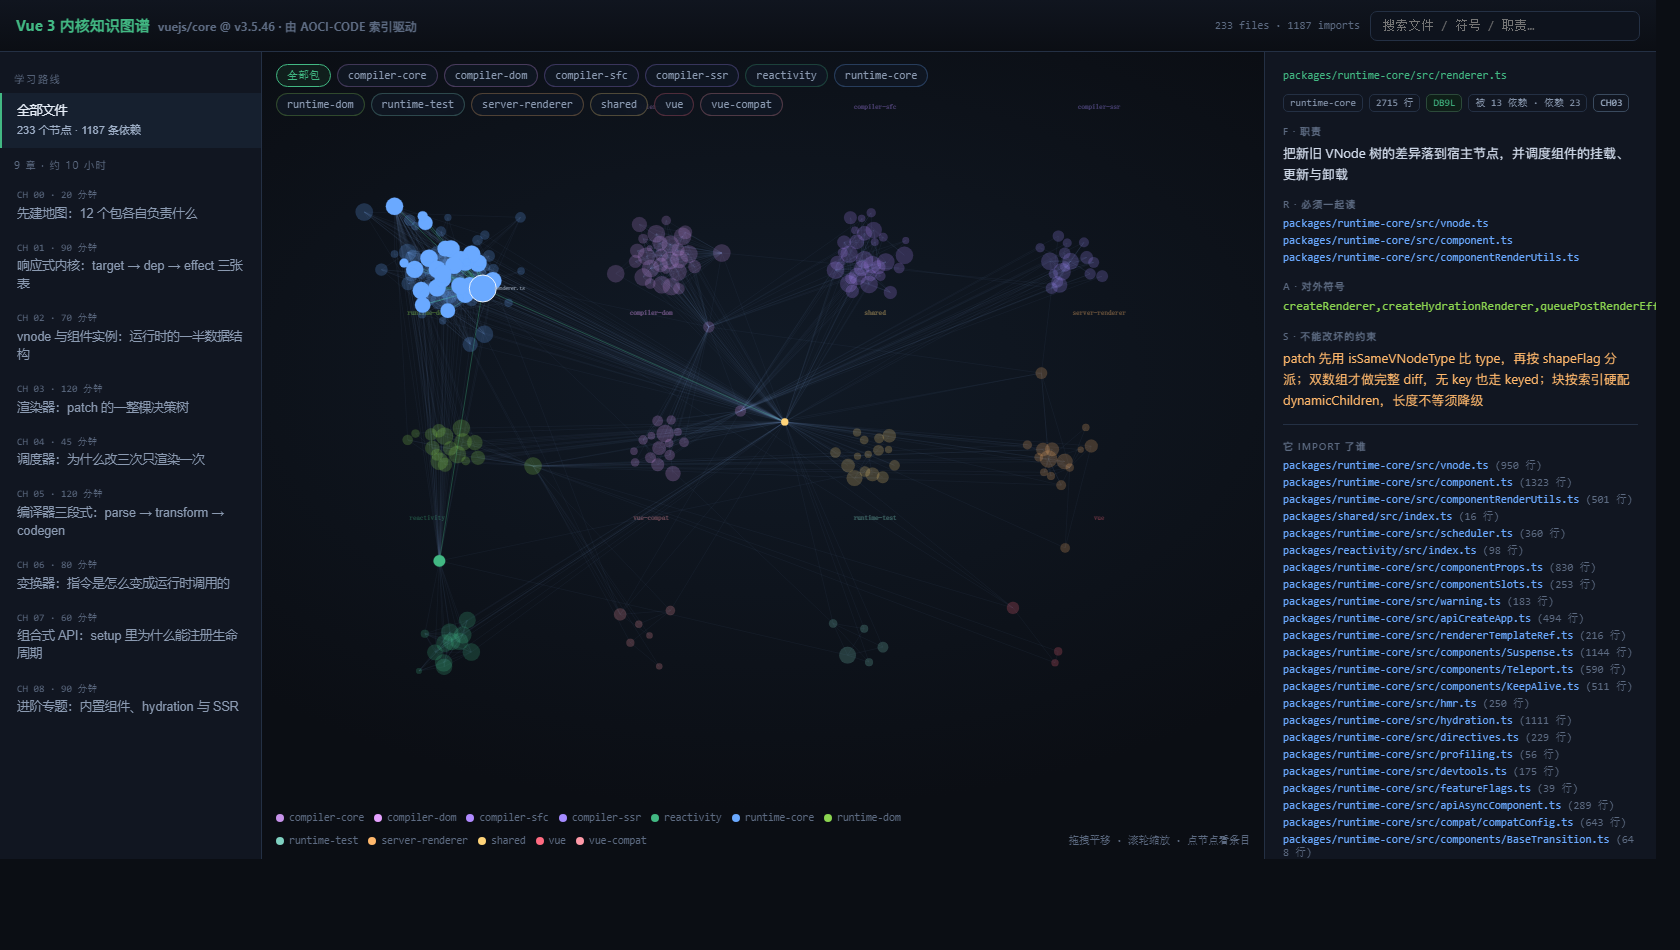 Vue 3 内核知识图谱 vuejs/core @ v3.5.46 · 由 AOCI-CODE 索引驱动
233 files · 1187 imports
搜索文件 / 符号 / 职责…
学习路线
全部文件
233 个节点 · 1187 条依赖
9 章 · 约 10 小时
CH 00 · 20 分钟
先建地图：12 个包各自负责什么
CH 01 · 90 分钟
响应式内核：target → dep → effect 三张
表
CH 02 · 70 分钟
vnode 与组件实例：运行时的一半数据结
构
CH 03 · 120 分钟
渲染器：patch 的一整棵决策树
CH 04 · 45 分钟
调度器：为什么改三次只渲染一次
CH 05 · 120 分钟
编译器三段式：parse → transform →
codegen
CH 06 · 80 分钟
变换器：指令是怎么变成运行时调用的
CH 07 · 60 分钟
组合式 API：setup 里为什么能注册生命
周期
CH 08 · 90 分钟
进阶专题：内置组件、hydration 与 SSR
全部包 compiler-core compiler-dom compiler-sfc compiler-ssr reactivity runtime-core
runtime-dom runtime-test server-renderer shared vue vue-compat
compiler-sfc compiler-ssr
compiler-dom shared server-renderer
reactivity vue-compat runtime-test vue
compiler-core compiler-dom compiler-sfc compiler-ssr reactivity runtime-core runtime-dom
runtime-test server-renderer shared vue vue-compat
拖拽平移 · 滚轮缩放 · 点节点看条目
packages/runtime-core/src/renderer.ts
runtime-core 2715 行 DB9L 被 13 依赖 · 依赖 23 CH03
F · 职责
把新旧 VNode 树的差异落到宿主节点，并调度组件的挂载、
更新与卸载
R · 必须一起读
packages/runtime-core/src/vnode.ts
packages/runtime-core/src/component.ts
packages/runtime-core/src/componentRenderUtils.ts
A · 对外符号
createRenderer,createHydrationRenderer,queuePostRenderEff
S · 不能改坏的约束
patch 先用 isSameVNodeType 比 type，再按 shapeFlag 分
派；双数组才做完整 diff，无 key 也走 keyed；块按索引硬配
dynamicChildren，长度不等须降级
它 IMPORT 了谁
packages/runtime-core/src/vnode.ts (950 行)
packages/runtime-core/src/component.ts (1323 行)
packages/runtime-core/src/componentRenderUtils.ts (501 行)
packages/shared/src/index.ts (16 行)
packages/runtime-core/src/scheduler.ts (360 行)
packages/reactivity/src/index.ts (98 行)
packages/runtime-core/src/componentProps.ts (830 行)
packages/runtime-core/src/componentSlots.ts (253 行)
packages/runtime-core/src/warning.ts (183 行)
packages/runtime-core/src/apiCreateApp.ts (494 行)
packages/runtime-core/src/rendererTemplateRef.ts (216 行)
packages/runtime-core/src/components/Suspense.ts (1144 行)
packages/runtime-core/src/components/Teleport.ts (590 行)
packages/runtime-core/src/components/KeepAlive.ts (511 行)
packages/runtime-core/src/hmr.ts (250 行)
packages/runtime-core/src/hydration.ts (1111 行)
packages/runtime-core/src/directives.ts (229 行)
packages/runtime-core/src/profiling.ts (56 行)
packages/runtime-core/src/devtools.ts (175 行)
packages/runtime-core/src/featureFlags.ts (39 行)
packages/runtime-core/src/apiAsyncComponent.ts (289 行)
packages/runtime-core/src/compat/compatConfig.ts (643 行)
packages/runtime-core/src/components/BaseTransition.ts (64
8 行)